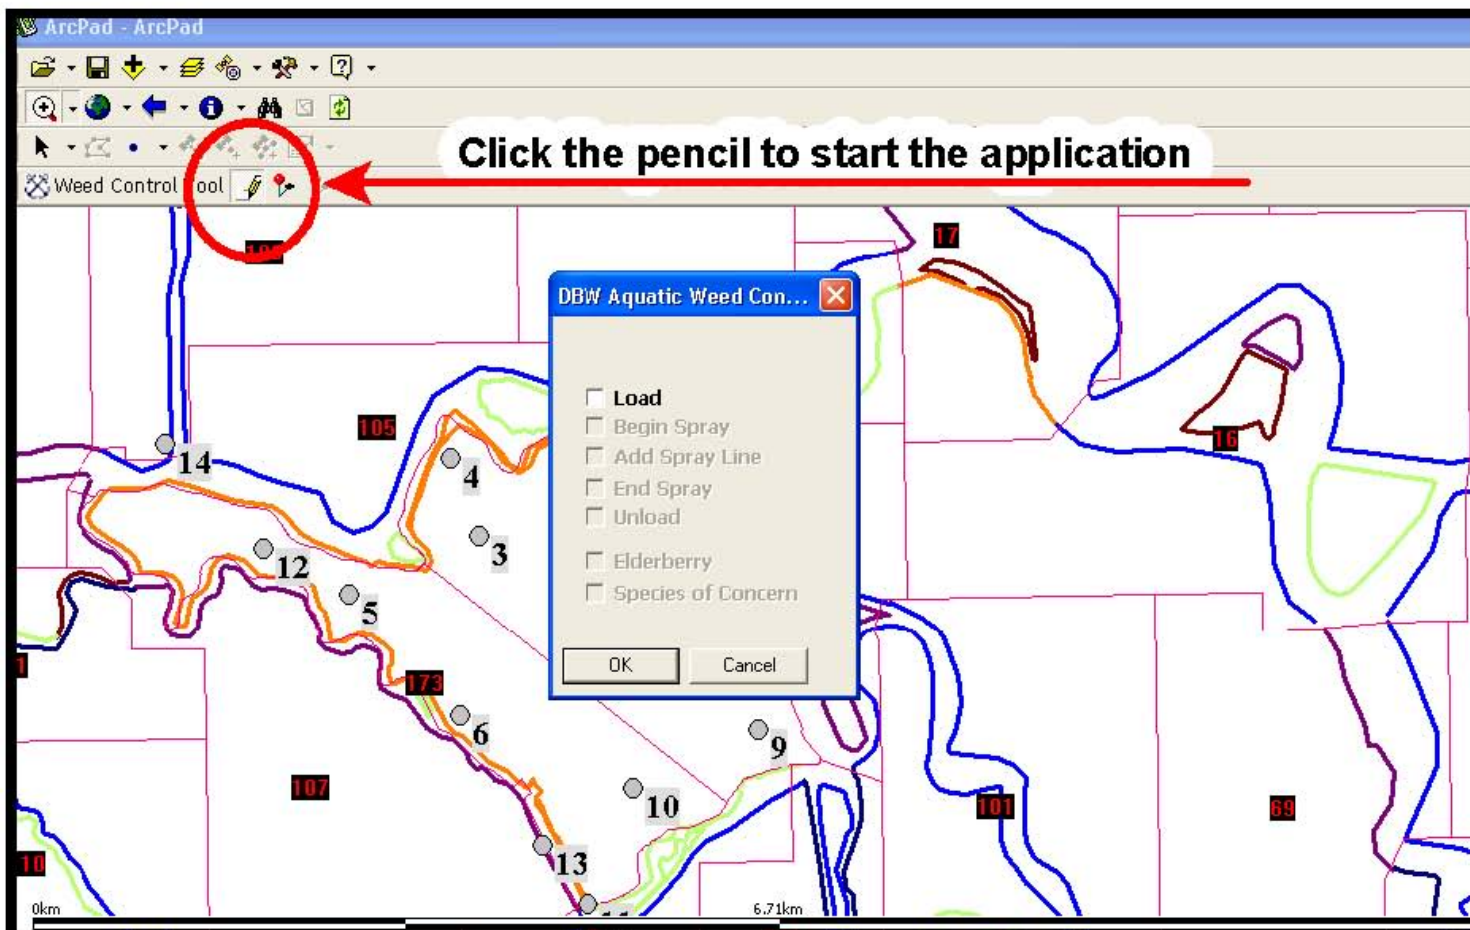 ArcPad - ArcPad
Click the pencil to start the application
Weed Control Tool
17
DBW Aquatic Weed Con...
Load
105
Begin Spray
16
14
4
Add Spray Line
End Spray
Unload
3
12
Elderberry
5
Species of Concern
1
OK
Cancel
173
6
9
107
10
101
69
13
10
0km
6.71km